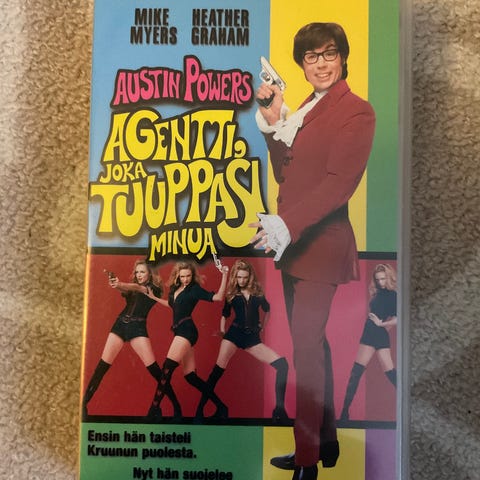 MIKE HEATHER
MYERS GRAHAM
AUSTIN POWERS
AGENTTI,
JOKA
TUUPPASI
MINUA
Ensin hän taisteli
Kruunun puolesta.
Nyt hän suojelee